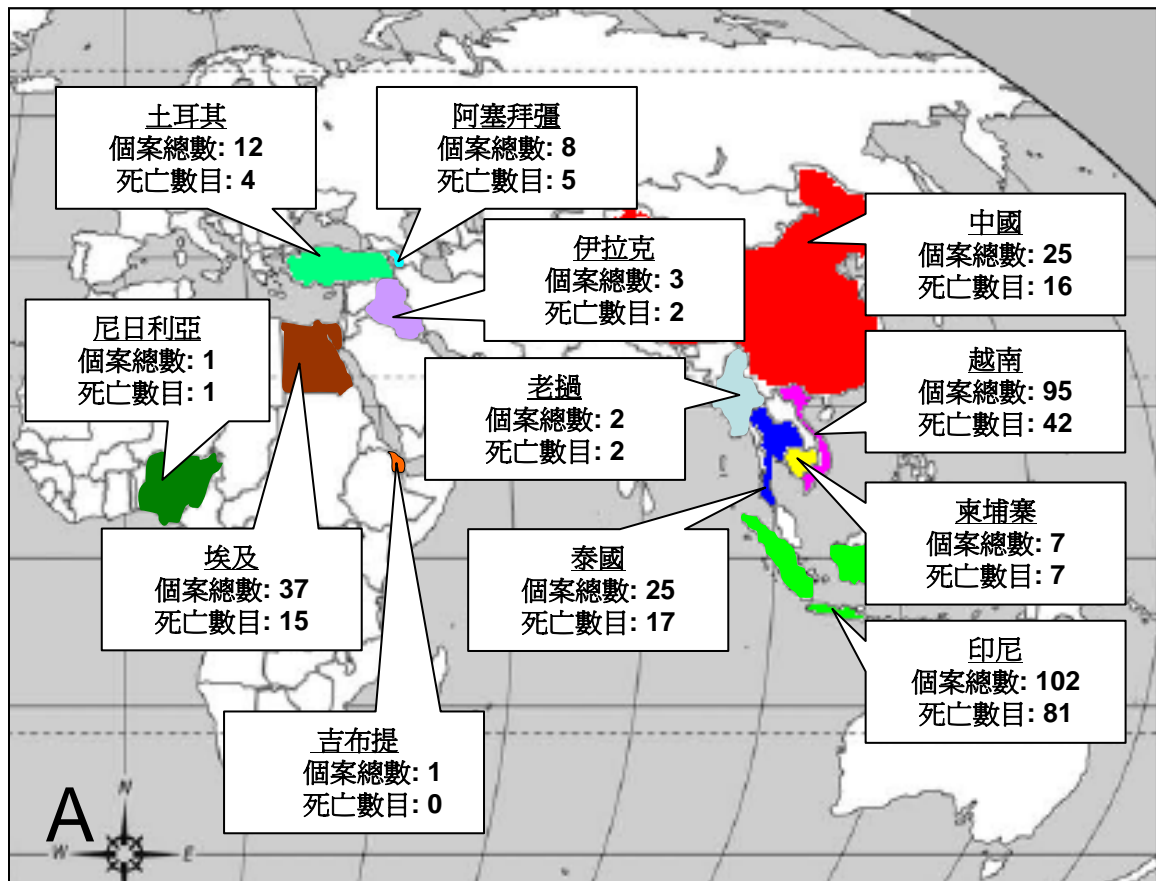 土耳其
個案總數: 12
死亡數目: 4
阿塞拜彊
個案總數: 8
死亡數目: 5
中國
個案總數: 25
死亡數目: 16
伊拉克
個案總數: 3
死亡數目: 2
尼日利亞
個案總數: 1
死亡數目: 1
老撾
個案總數: 2
死亡數目: 2
越南
個案總數: 95
死亡數目: 42
柬埔寨
個案總數: 7
死亡數目: 7
埃及
個案總數: 37
死亡數目: 15
泰國
個案總數: 25
死亡數目: 17
印尼
個案總數: 102
死亡數目: 81
吉布提
個案總數: 1
死亡數目: 0
A
N
W
E